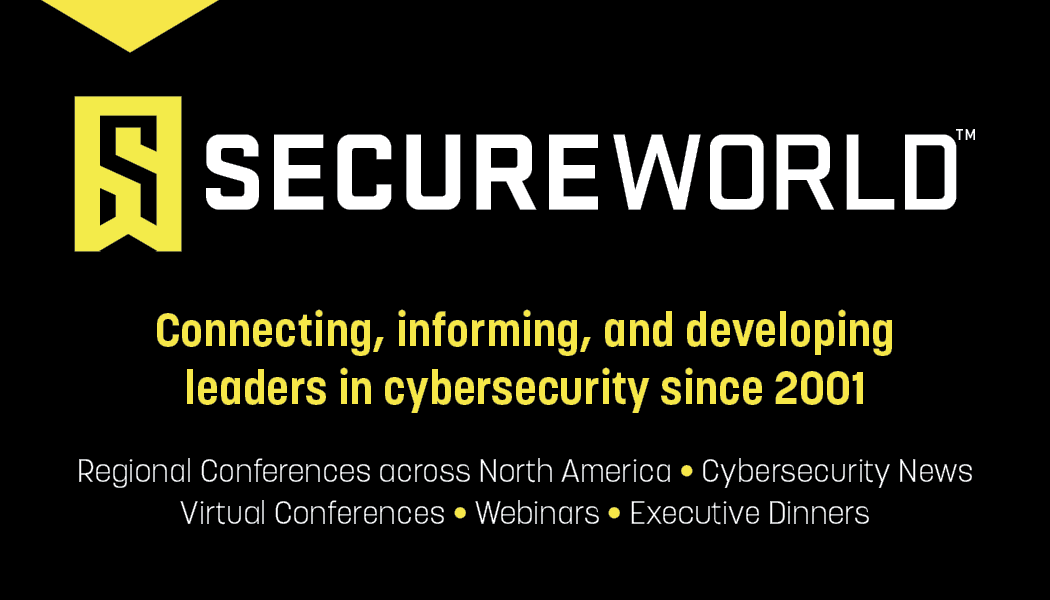 SECUREWORLD™
Connecting, informing, and developing
leaders in cybersecurity since 2001
Regional Conferences across North America • Cybersecurity News
Virtual Conferences • Webinars • Executive Dinners